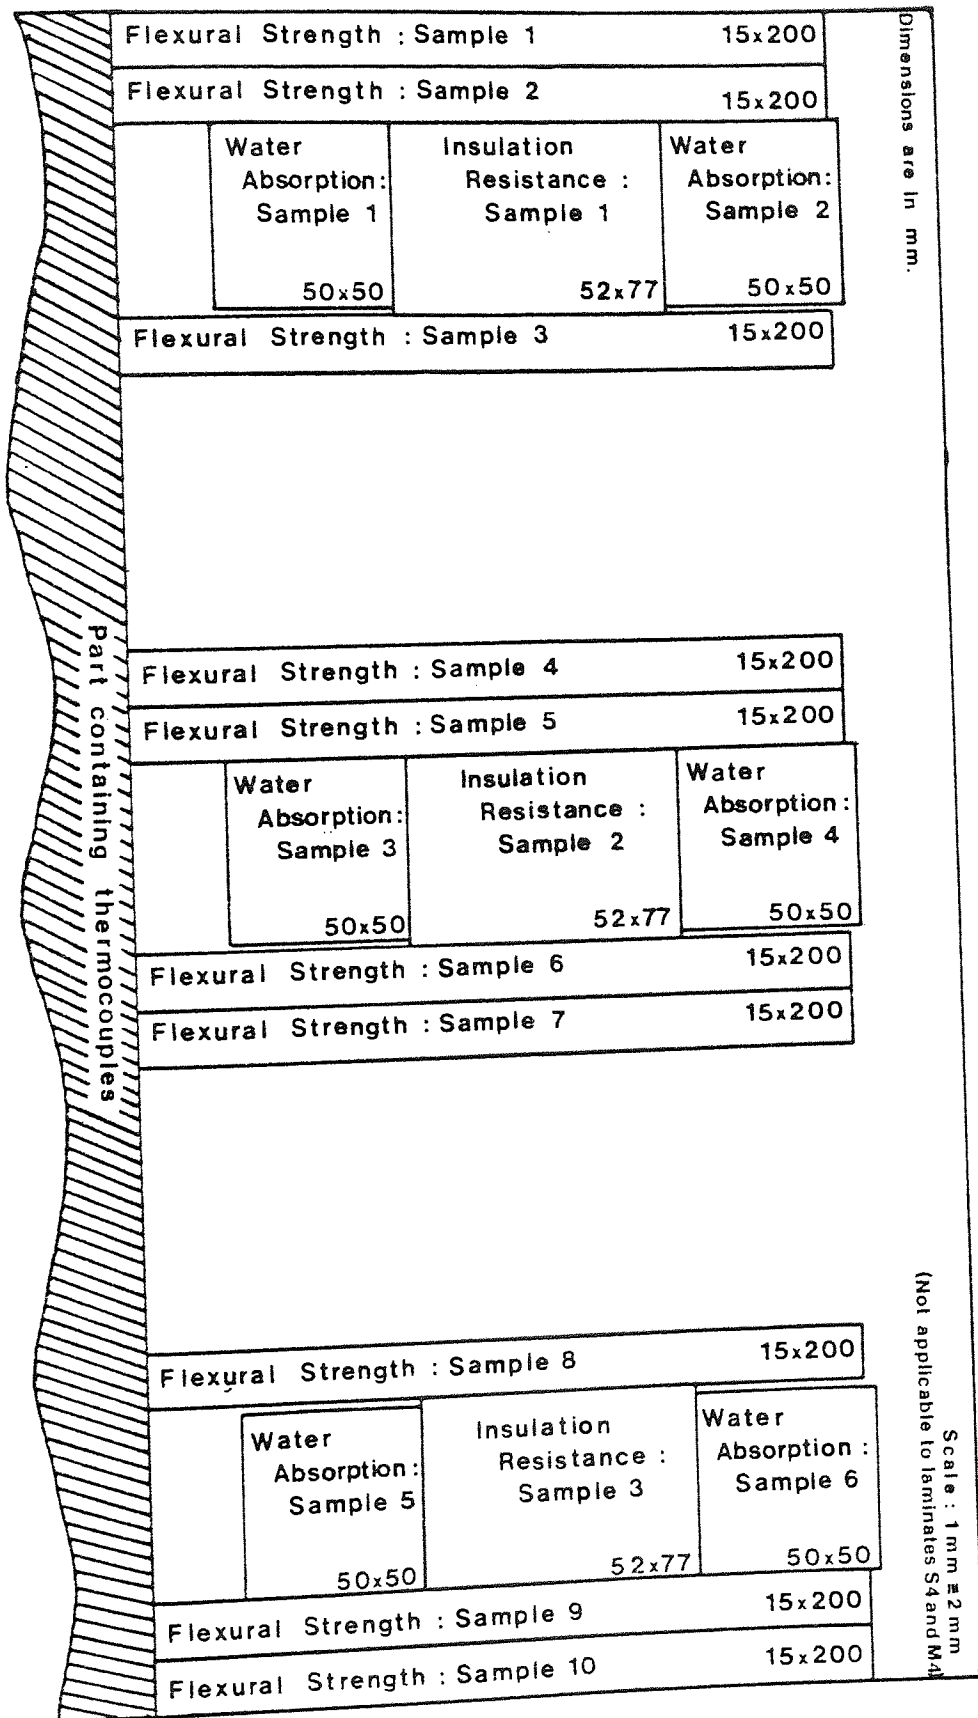 Flexural Strength : Sample 1 15x200
Flexural Strength : Sample 2 15x200
Water
Absorption:
Sample 1
50x50
Insulation
Resistance :
Sample 1
52x77
Water
Absorption:
Sample 2
50x50
Flexural Strength : Sample 3 15x200
Dimensions are in mm.
Flexural Strength : Sample 4 15x200
Flexural Strength : Sample 5 15x200
Water
Absorption:
Sample 3
50x50
Insulation
Resistance :
Sample 2
52x77
Water
Absorption:
Sample 4
50x50
Flexural Strength : Sample 6 15x200
Flexural Strength : Sample 7 15x200
Part containing thermocouples
Flexural Strength : Sample 8 15x200
Water
Absorption:
Sample 5
50x50
Insulation
Resistance :
Sample 3
52x77
Water
Absorption:
Sample 6
50x50
Flexural Strength : Sample 9 15x200
Flexural Strength : Sample 10 15x200
Scale : 1mm ≡ 2mm
(Not applicable to laminates S4 and M4)